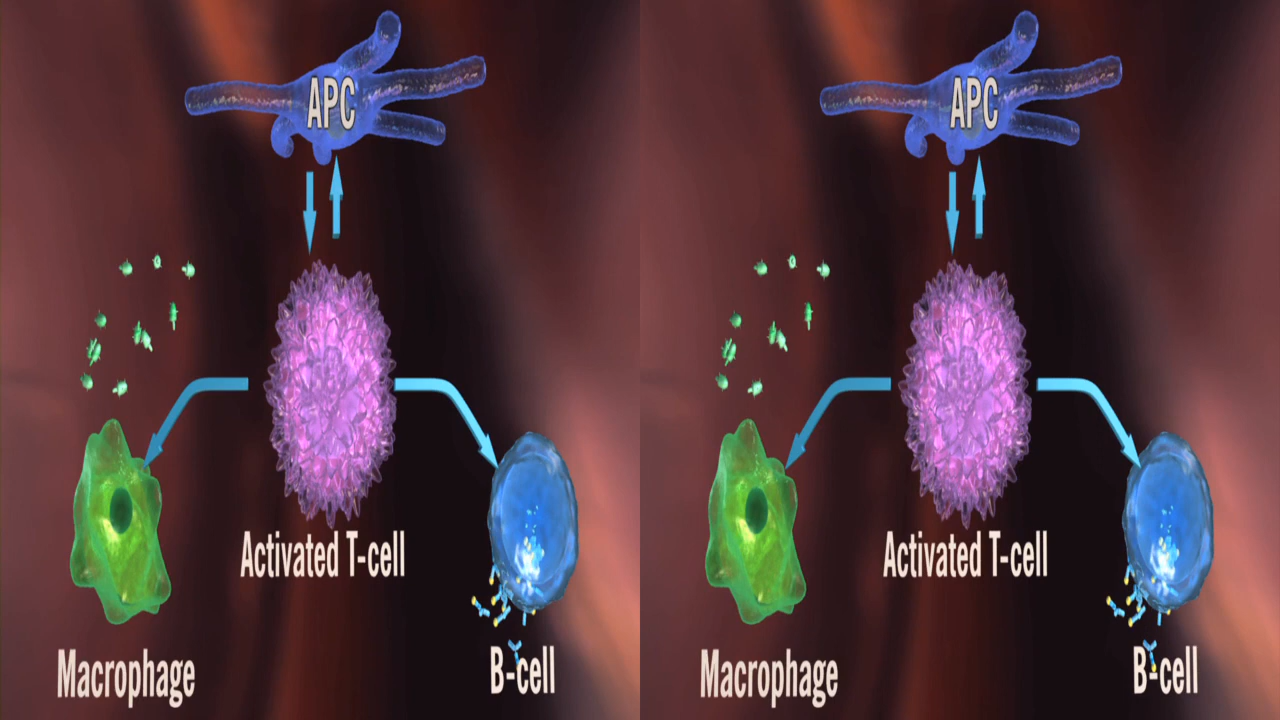 APC
APC
Activated T-cell
Activated T-cell
Macrophage
B-cell
Macrophage
B-cell